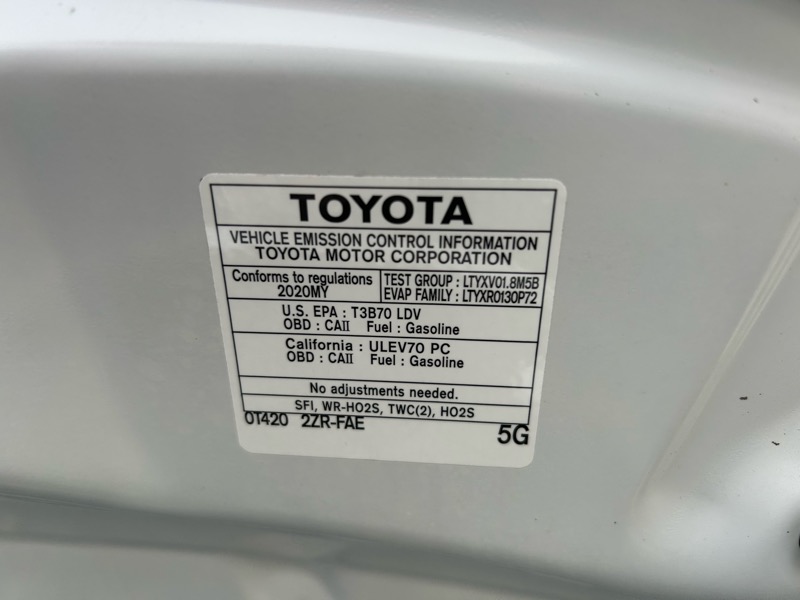 TOYOTA
VEHICLE EMISSION CONTROL INFORMATION
TOYOTA MOTOR CORPORATION
Conforms to regulations
2020MY
TEST GROUP : LTYXV01.8M5B
EVAP FAMILY : LTYXR0130P72
U.S. EPA : T3B70 LDV
OBD : CAII Fuel : Gasoline
California : ULEV70 PC
OBD : CAII Fuel : Gasoline
No adjustments needed.
SFI, WR-HO2S, TWC(2), HO2S
0T420 2ZR-FAE
5G